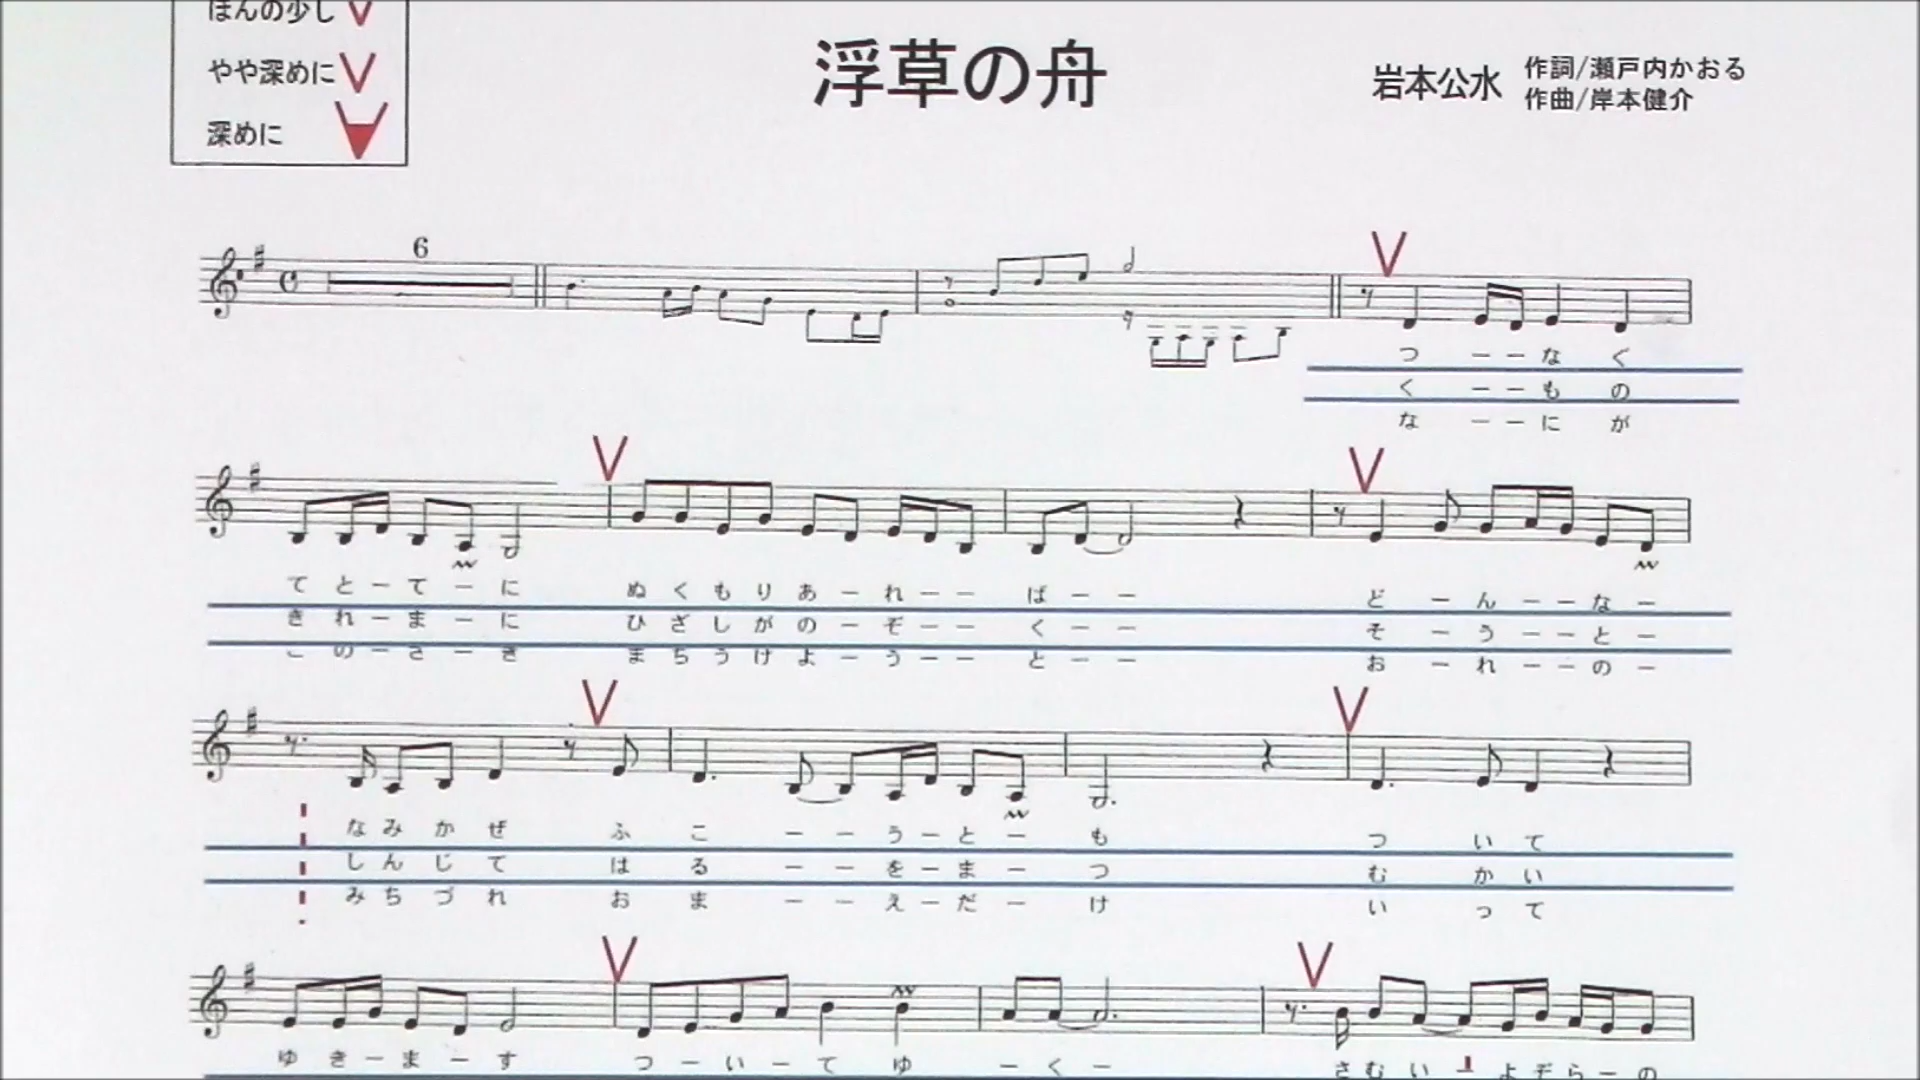 ほんの少し V
やや深めに V
深めに
浮草の舟
岩本公水
作詞/瀬戸内かおる
作曲/岸本健介
6
つ ー ー な く
く ー ー も の
な ー ー に が
て と ー て ー に ぬ く も り あ ー れ ー ー ば ー ー ど ー ん ー ー な ー
き れ ー ま ー に ひ ざ し が の ー ぞ ー ー く ー ー そ ー う ー ー と ー
こ の ー さ ー き ま ち う け よ ー う ー ー と ー ー お ー れ ー ー の ー
な み か ぜ ふ こ ー ー う ー と ー も つ い て
し ん じ て は る ー ー を ー ま ー つ む か い
み ち づ れ お ま ー ー え ー だ ー け い っ て
ゆ き ー ま ー す つ ー い ー て ゆ ー く ー さ む い ー よ ぞ ら ー の